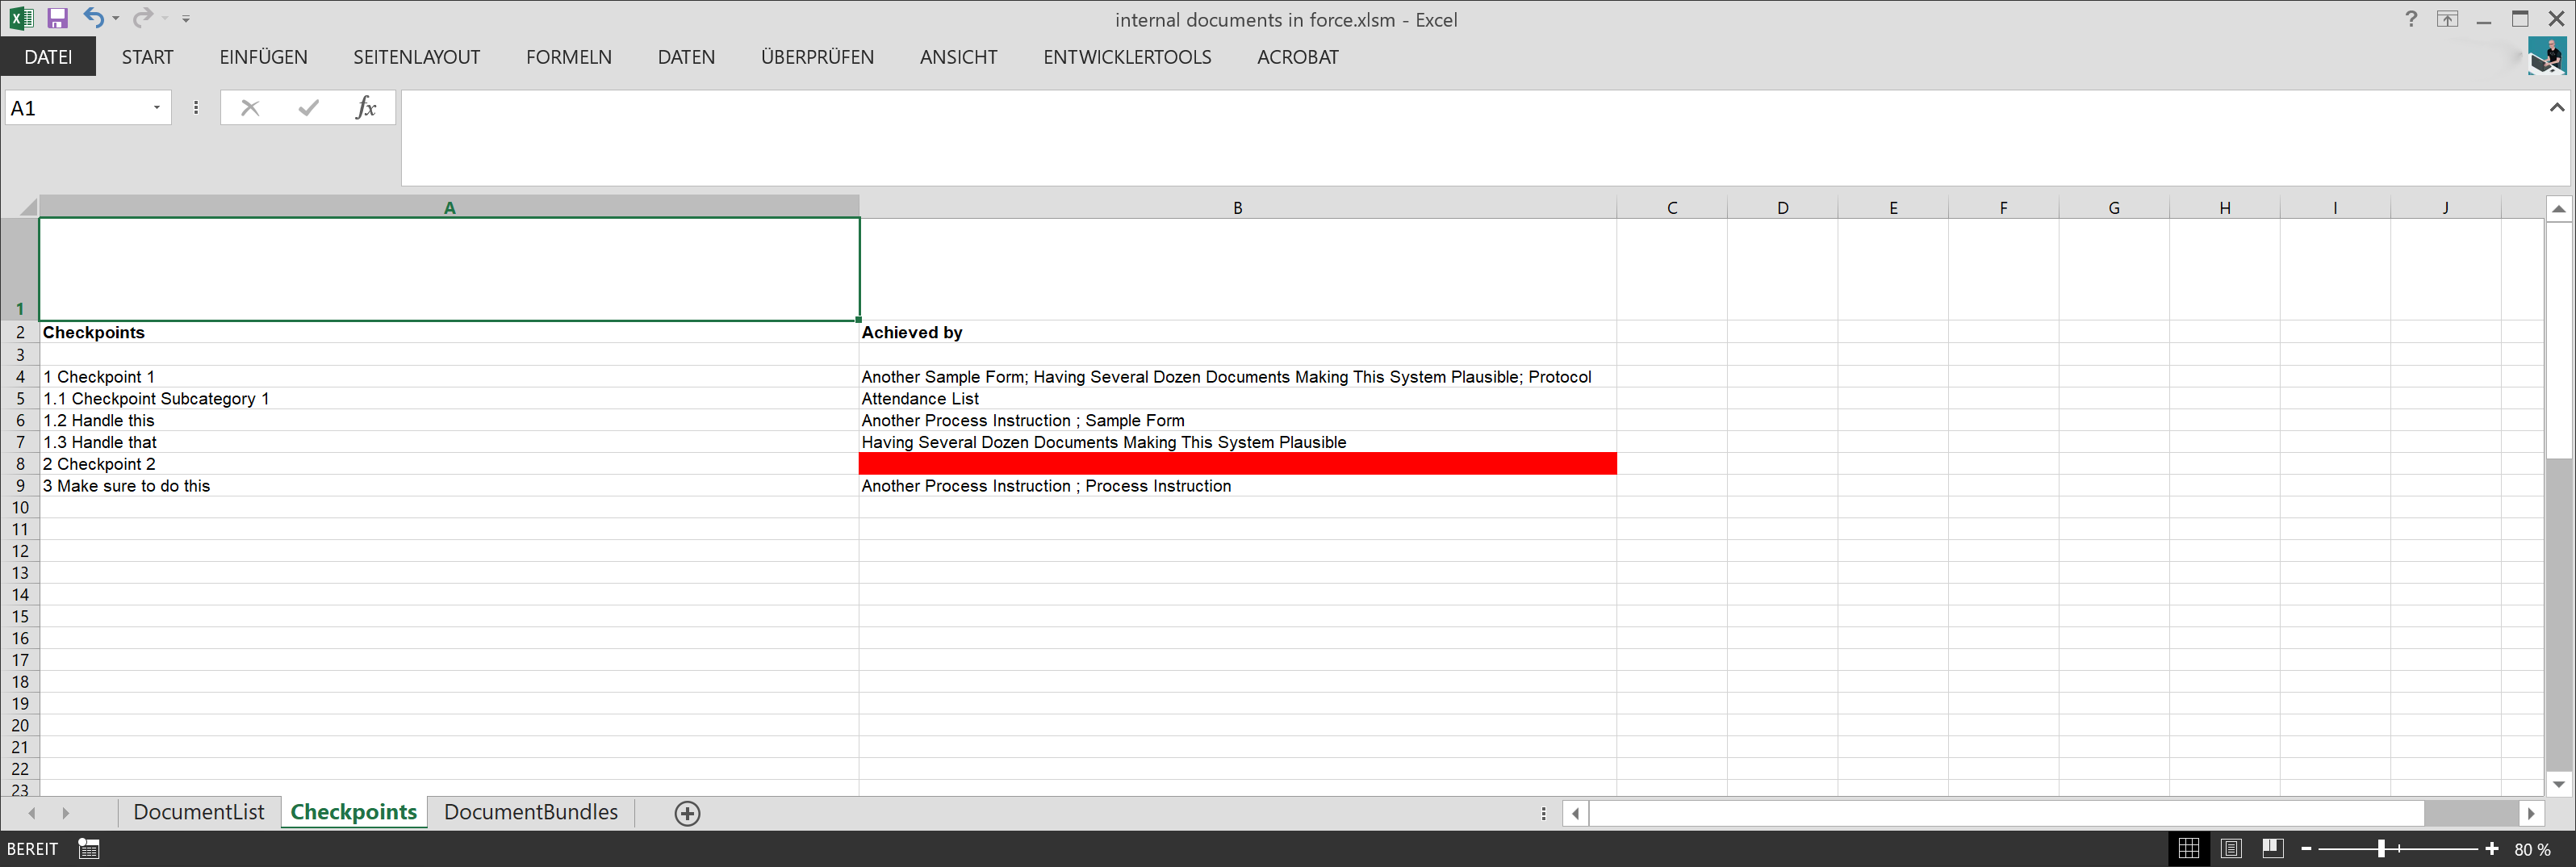 internal documents in force.xlsm - Excel
?
DATEI START EINFÜGEN SEITENLAYOUT FORMELN DATEN ÜBERPRÜFEN ANSICHT ENTWICKLERTOOLS ACROBAT
A1 fx
A B C D E F G H I J
1
2 Checkpoints Achieved by
3
4 1 Checkpoint 1 Another Sample Form; Having Several Dozen Documents Making This System Plausible; Protocol
5 1.1 Checkpoint Subcategory 1 Attendance List
6 1.2 Handle this Another Process Instruction ; Sample Form
7 1.3 Handle that Having Several Dozen Documents Making This System Plausible
8 2 Checkpoint 2
9 3 Make sure to do this Another Process Instruction ; Process Instruction
10
11
12
13
14
15
16
17
18
19
20
21
22
23
DocumentList Checkpoints DocumentBundles
BEREIT 80 %